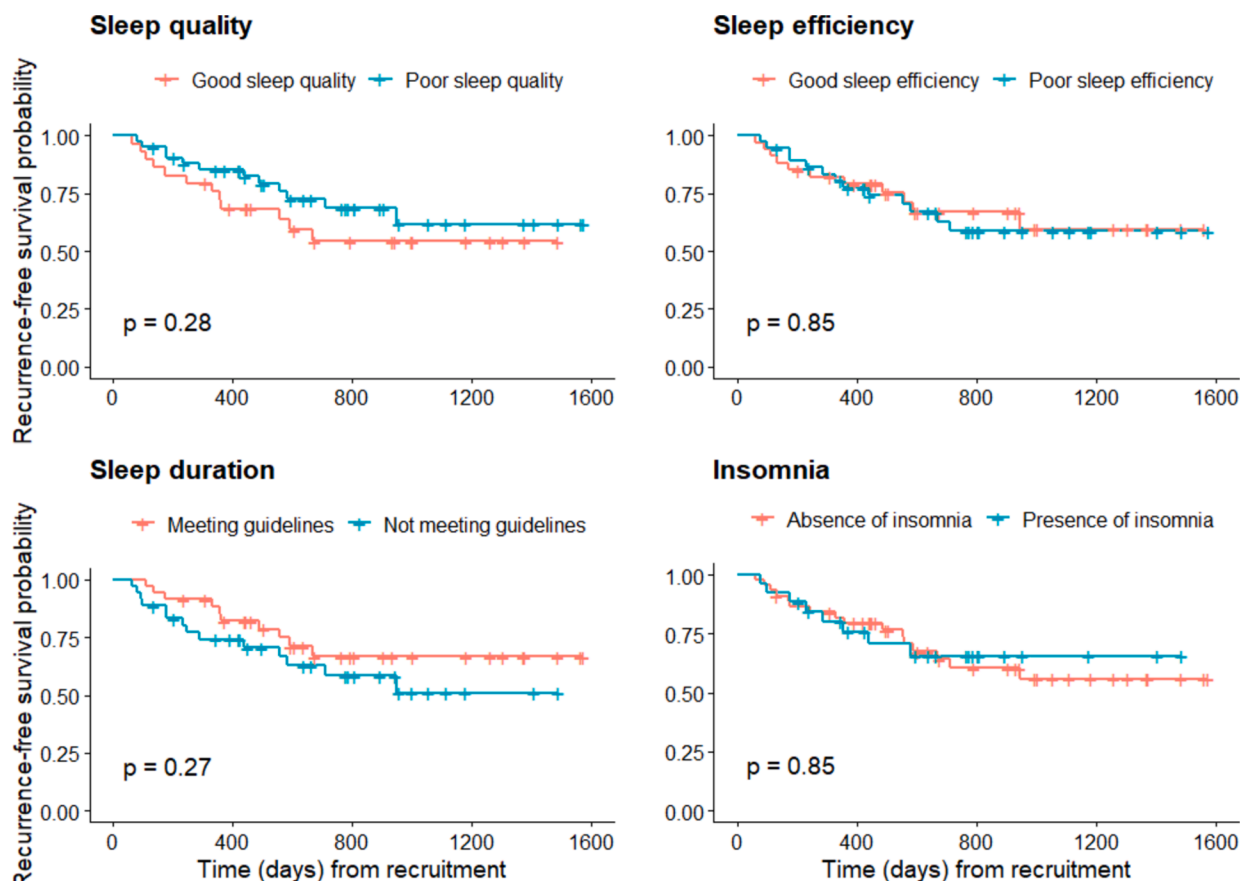 Sleep quality
Good sleep quality Poor sleep quality
Recurrence-free survival probability
1.00
0.75
0.50
0.25
0.00
p = 0.28
0 400 800 1200 1600
Sleep efficiency
Good sleep efficiency Poor sleep efficiency
1.00
0.75
0.50
0.25
0.00
p = 0.85
0 400 800 1200 1600
Sleep duration
Meeting guidelines Not meeting guidelines
Recurrence-free survival probability
1.00
0.75
0.50
0.25
0.00
p = 0.27
0 400 800 1200 1600
Time (days) from recruitment
Insomnia
Absence of insomnia Presence of insomnia
1.00
0.75
0.50
0.25
0.00
p = 0.85
0 400 800 1200 1600
Time (days) from recruitment